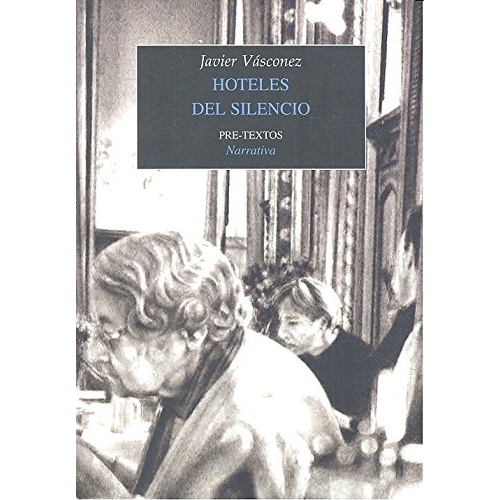 Javier Vásconez
HOTELES
DEL SILENCIO
PRE-TEXTOS
Narrativa